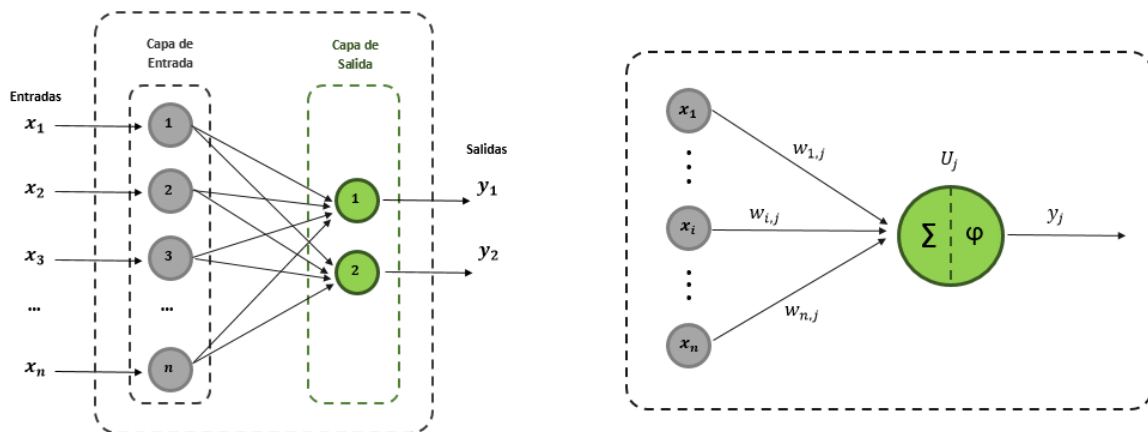 Capa de
Entrada
Capa de
Salida
Entradas
Salidas
x₁
1
x₂
2
1
y₁
x₃
3
2
y₂
...
...
xₙ
n
x₁
w₁,ⱼ
Uⱼ
xᵢ
wᵢ,ⱼ
Σ
φ
yⱼ
wₙ,ⱼ
xₙ